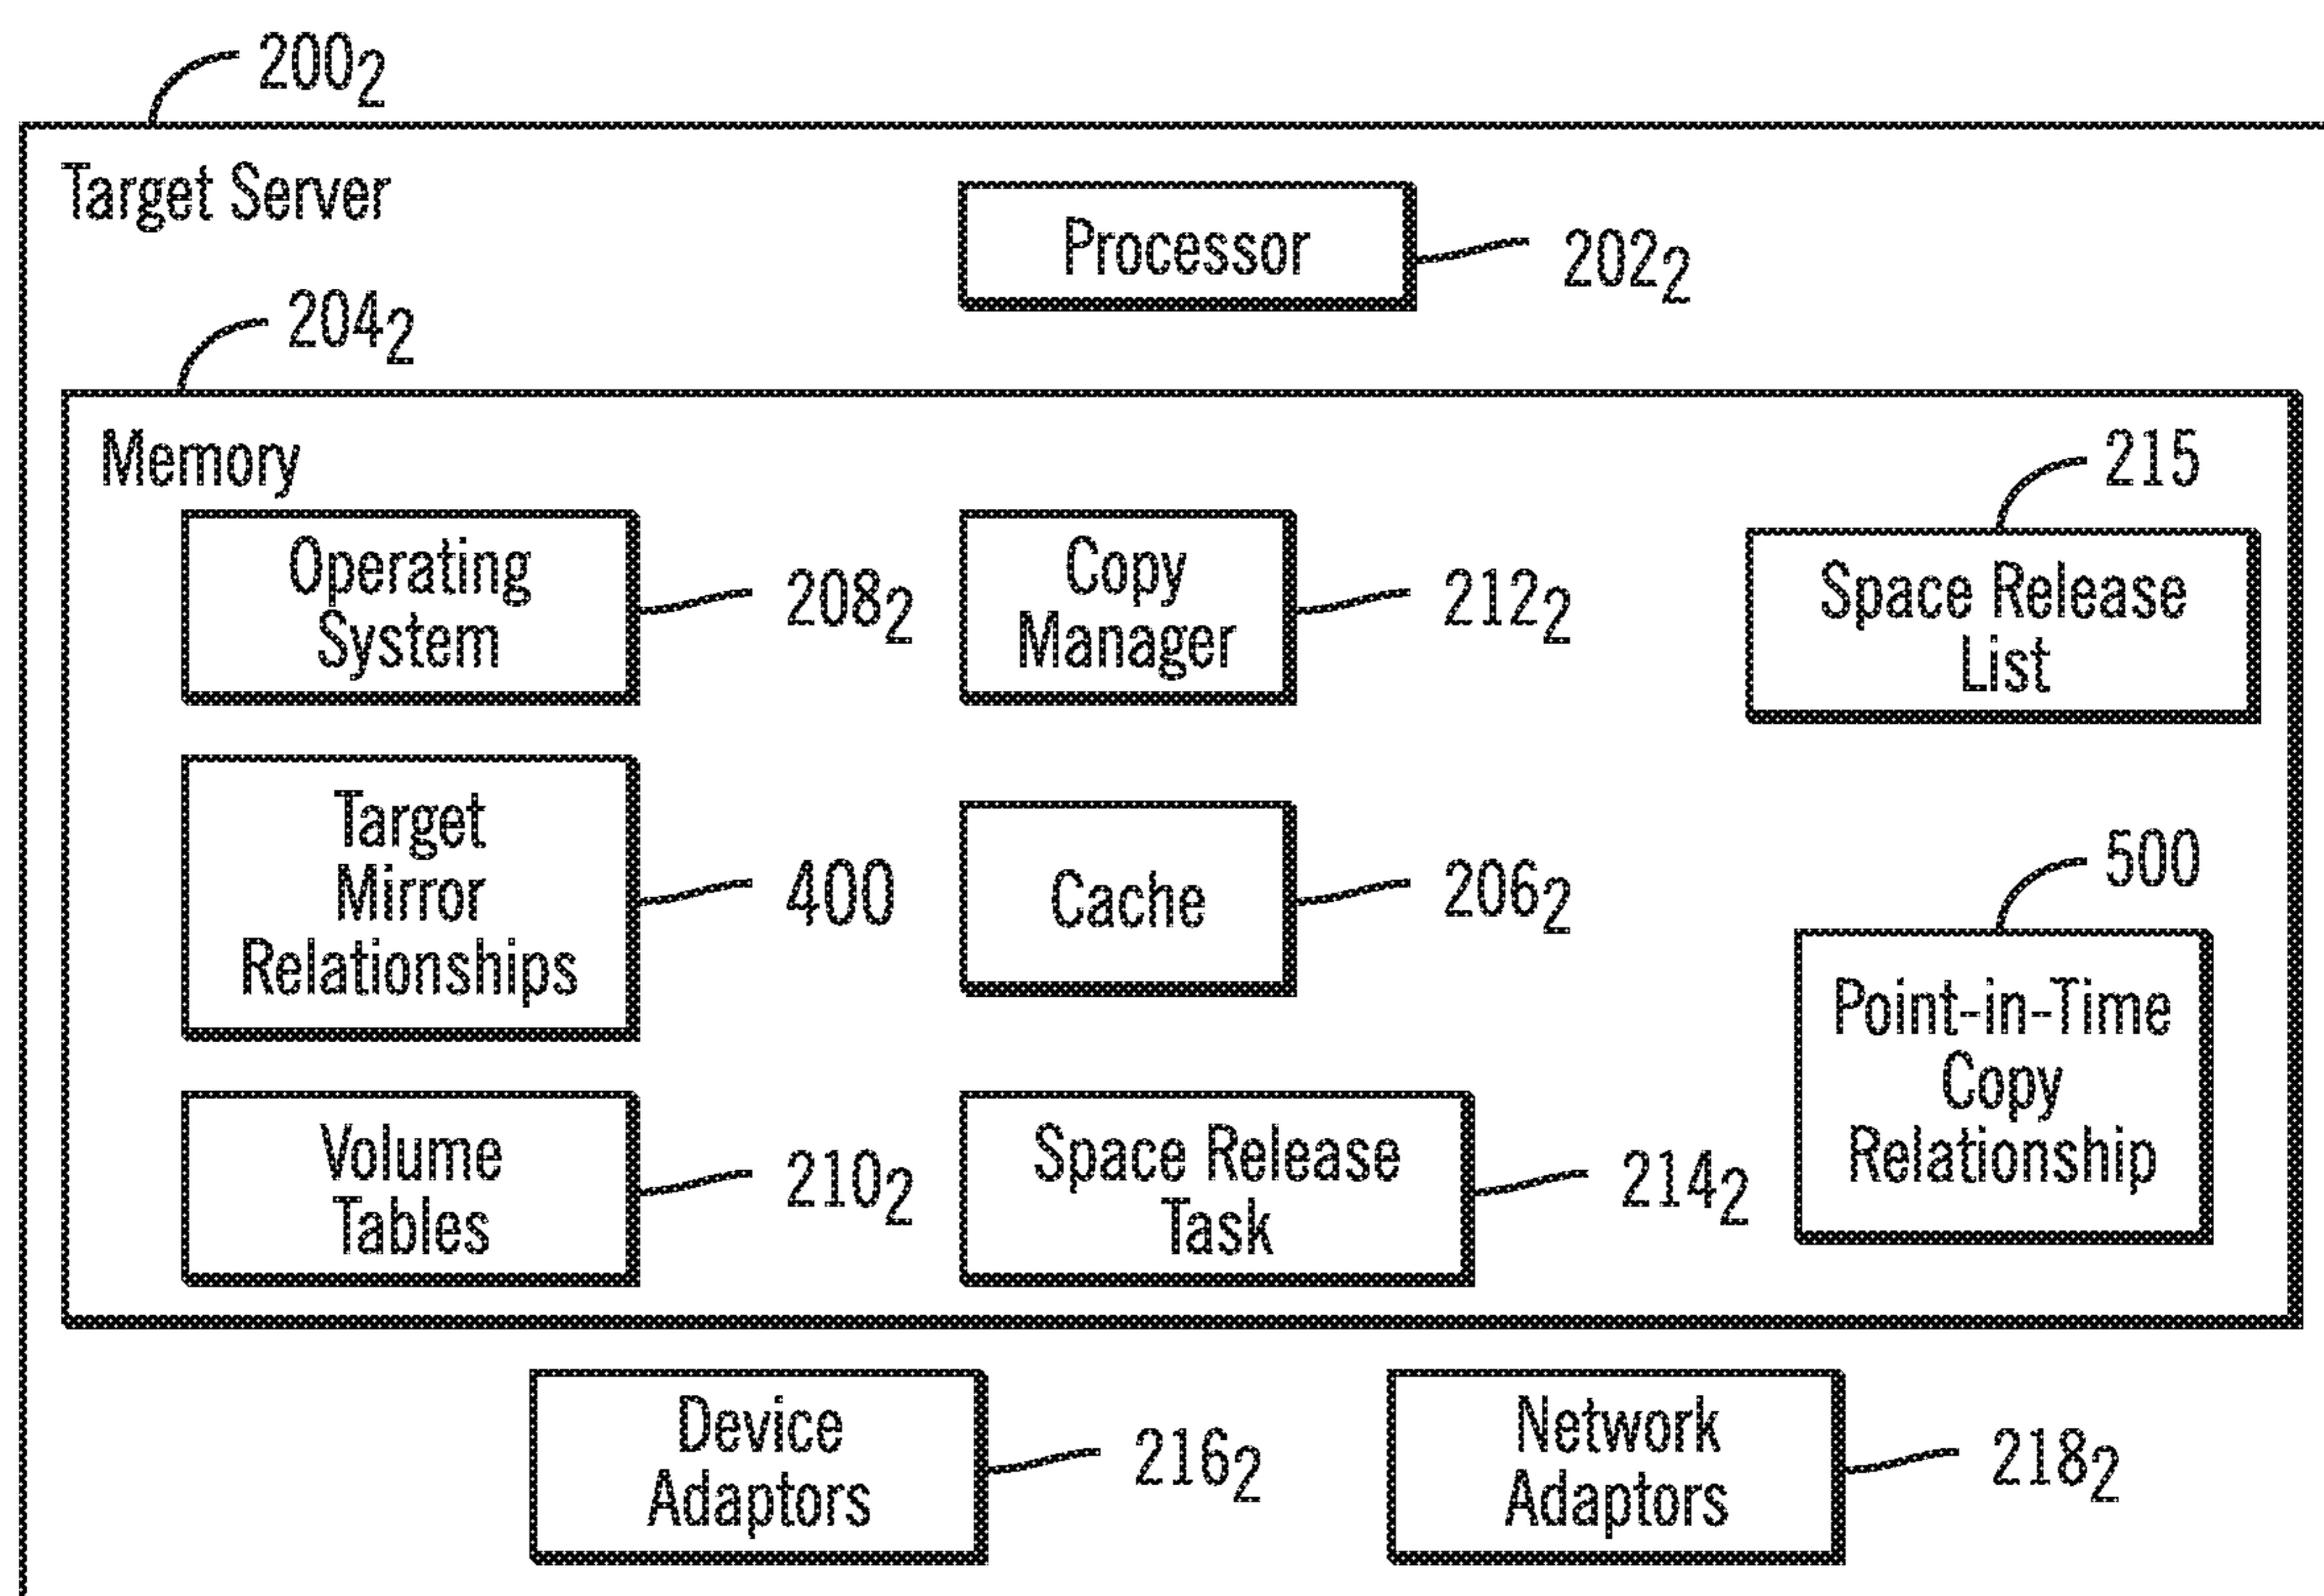 200₂
Target Server
Processor
202₂
204₂
Memory
215
Operating
System
208₂
Copy
Manager
212₂
Space Release
List
Target
Mirror
Relationships
400
Cache
206₂
500
Point-in-Time
Copy
Relationship
Volume
Tables
210₂
Space Release
Task
214₂
Device
Adaptors
216₂
Network
Adaptors
218₂